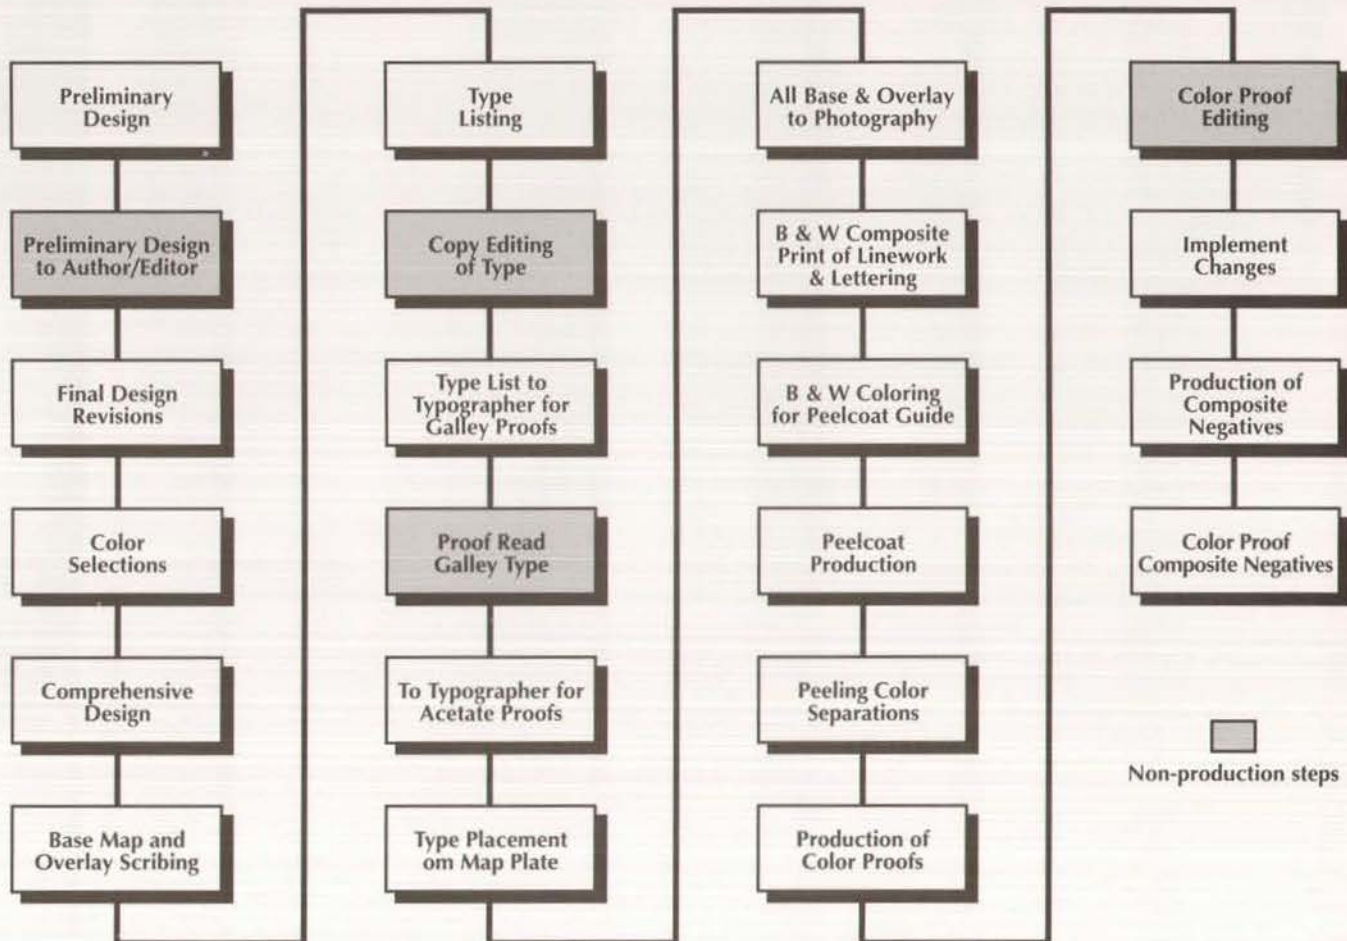 Preliminary
Design
Preliminary Design
to Author/Editor
Final Design
Revisions
Color
Selections
Comprehensive
Design
Base Map and
Overlay Scribing
Type
Listing
Copy Editing
of Type
Type List to
Typographer for
Galley Proofs
Proof Read
Galley Type
To Typographer for
Acetate Proofs
Type Placement
om Map Plate
All Base & Overlay
to Photography
B & W Composite
Print of Linework
& Lettering
B & W Coloring
for Peelcoat Guide
Peelcoat
Production
Peeling Color
Separations
Production of
Color Proofs
Color Proof
Editing
Implement
Changes
Production of
Composite
Negatives
Color Proof
Composite Negatives
Non-production steps